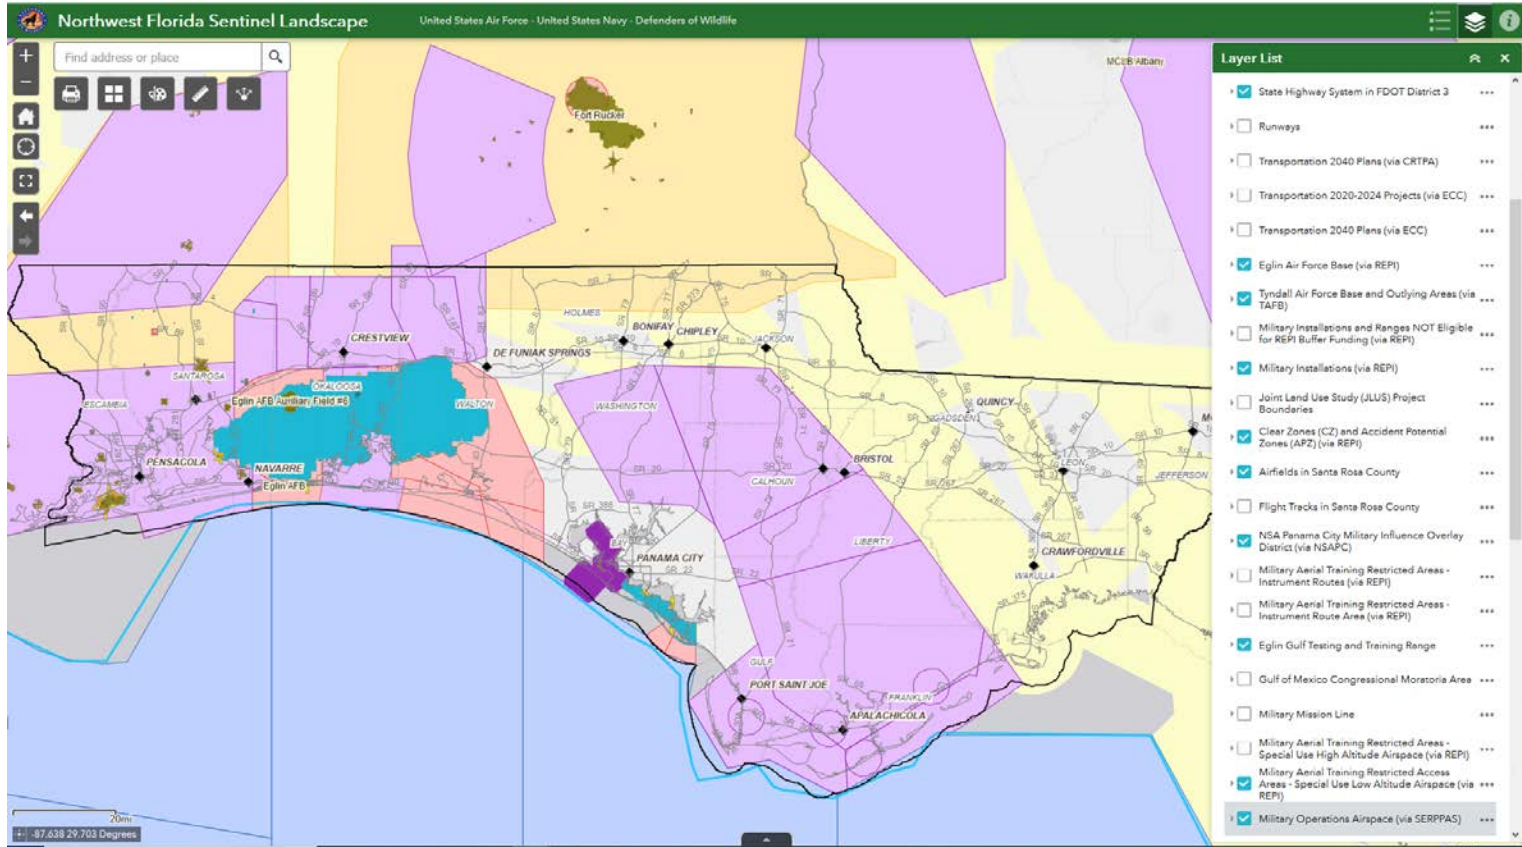 Northwest Florida Sentinel Landscape
United States Air Force - United States Navy - Defenders of Wildlife
Find address or place
Layer List
State Highway System in FDOT District 3
Runways
Transportation 2040 Plans (via CRTPA)
Transportation 2020-2024 Projects (via ECC)
Transportation 2040 Plans (via ECC)
Eglin Air Force Base (via REPI)
Tyndall Air Force Base and Outlying Areas (via
TAFB)
Military Installations and Ranges NOT Eligible
for REPI Buffer Funding (via REPI)
Military Installations (via REPI)
Joint Land Use Study (JLUS) Project
Boundaries
Clear Zones (CZ) and Accident Potential
Zones (APZ) (via REPI)
Airfields in Santa Rosa County
Flight Tracks in Santa Rosa County
NSA Panama City Military Influence Overlay
District (via NSAPC)
Military Aerial Training Restricted Areas -
Instrument Routes (via REPI)
Military Aerial Training Restricted Areas -
Instrument Route Area (via REPI)
Eglin Gulf Testing and Training Range
Gulf of Mexico Congressional Moratoria Area
Military Mission Line
Military Aerial Training Restricted Areas -
Special Use High Altitude Airspace (via REPI)
Military Aerial Training Restricted Access
Areas - Special Use Low Altitude Airspace (via
REPI)
Military Operations Airspace (via SERPPAS)
MCLB Albany
Fort Rucker
HOLMES
BONIFAY
CHIPLEY
JACKSON
CRESTVIEW
DE FUNIAK SPRINGS
SANTA ROSA
OKALOOSA
Eglin AFB Auxiliary Field #6
ESCAMBIA
WALTON
WASHINGTON
QUINCY
GADSDEN
PENSACOLA
NAVARRE
Eglin AFB
BRISTOL
CALHOUN
SR 20
LEON
JEFFERSON
SR 267
SR 388
BAY
PANAMA CITY
SR 22
LIBERTY
CRAWFORDVILLE
WAKULLA
SR 375
GULF
PORT SAINT JOE
FRANKLIN
APALACHICOLA
20mi
-87.638 29.703 Degrees